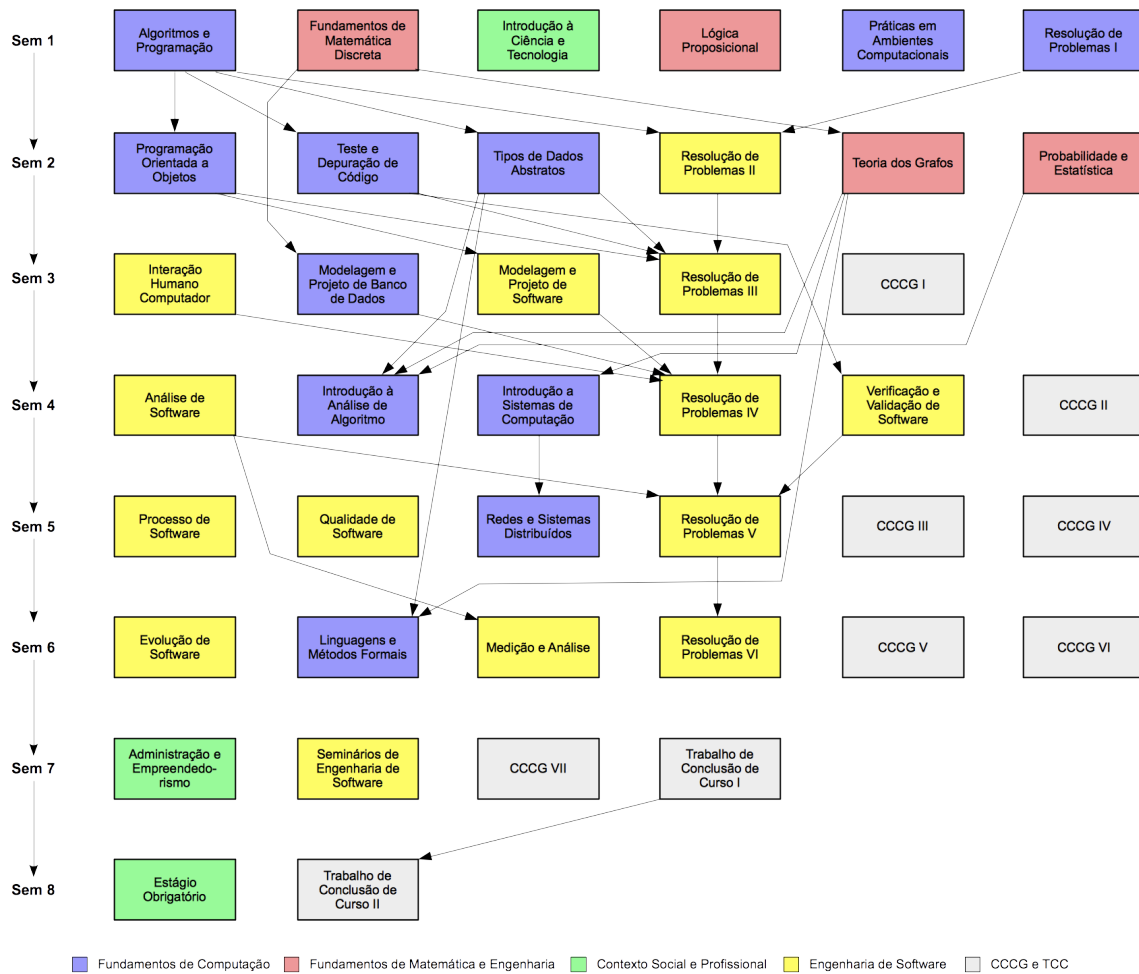 Sem 1
Algoritmos e
Programação
Fundamentos de
Matemática
Discreta
Introdução à
Ciência e
Tecnologia
Lógica
Proposicional
Práticas em
Ambientes
Computacionais
Resolução de
Problemas I
Sem 2
Programação
Orientada a
Objetos
Teste e
Depuração de
Código
Tipos de Dados
Abstratos
Resolução de
Problemas II
Teoria dos Grafos
Probabilidade e
Estatística
Sem 3
Interação
Humano
Computador
Modelagem e
Projeto de Banco
de Dados
Modelagem e
Projeto de
Software
Resolução de
Problemas III
CCCG I
Sem 4
Análise de
Software
Introdução à
Análise de
Algoritmo
Introdução a
Sistemas de
Computação
Resolução de
Problemas IV
Verificação e
Validação de
Software
CCCG II
Sem 5
Processo de
Software
Qualidade de
Software
Redes e Sistemas
Distribuídos
Resolução de
Problemas V
CCCG III
CCCG IV
Sem 6
Evolução de
Software
Linguagens e
Métodos Formais
Medição e Análise
Resolução de
Problemas VI
CCCG V
CCCG VI
Sem 7
Administração e
Empreendedo-
rismo
Seminários de
Engenharia de
Software
CCCG VII
Trabalho de
Conclusão de
Curso I
Sem 8
Estágio
Obrigatório
Trabalho de
Conclusão de
Curso II
Fundamentos de Computação
Fundamentos de Matemática e Engenharia
Contexto Social e Profissional
Engenharia de Software
CCCG e TCC